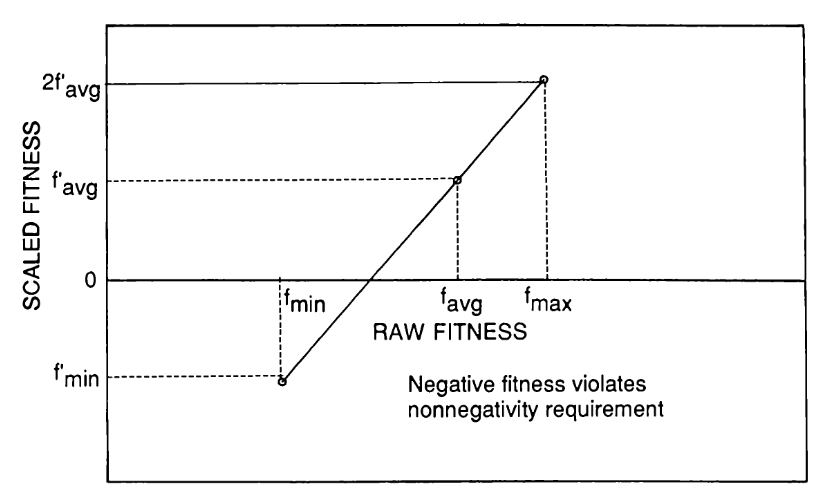 2f'avg
f'avg
SCALED FITNESS
0
fmin
favg
fmax
RAW FITNESS
f'min
Negative fitness violates
nonnegativity requirement